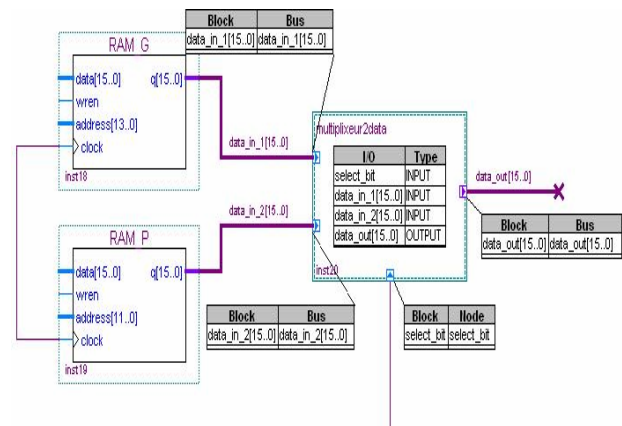 Block Bus
data_in_1[15..0] data_in_1[15..0]
RAM_G
data[15..0] q[15..0]
wren
address[13..0]
clock
inst18
data_in_1[15..0]
multiplixeur2data
I/O Type
select_bit INPUT
data_in_1[15..0] INPUT
data_in_2[15..0] INPUT
data_out[15..0] OUTPUT
inst20
data_out[15..0]
Block Bus
data_out[15..0] data_out[15..0]
data_in_2[15..0]
RAM_P
data[15..0] q[15..0]
wren
address[11..0]
clock
inst19
Block Bus
data_in_2[15..0] data_in_2[15..0]
Block Node
select_bit select_bit